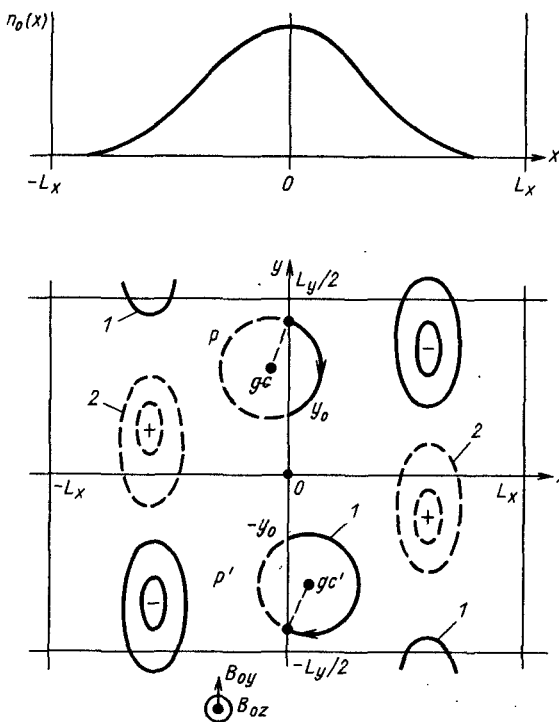 n₀(x)
-Lₓ 0 Lₓ x
y Lᵧ/2
1
p
gc
y₀
−
2
+
-Lₓ 0 Lₓ
2
+
-y₀ 1
p′ gc′
−
1
-Lᵧ/2
B₀ᵧ
B₀z